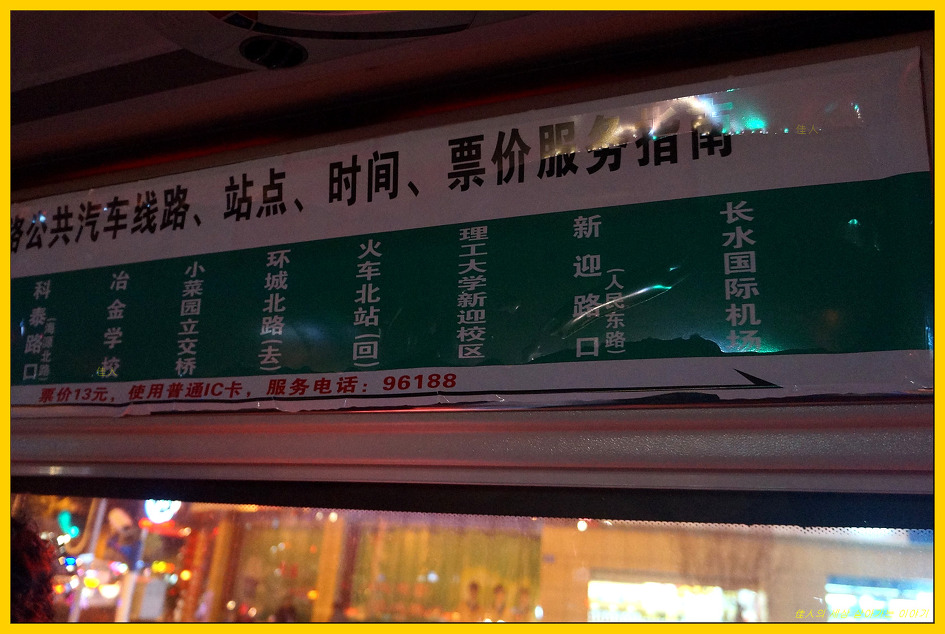 路公共汽车线路、站点、时间、票价服务指南
科泰路口
冶金学校
小菜园立交桥
环城北路(去)
火车北站(回)
理工大学新迎校区
新迎路口
(人民东路)
长水国际机场
票价13元，使用普通IC卡，服务电话：96188
佳人
佳人